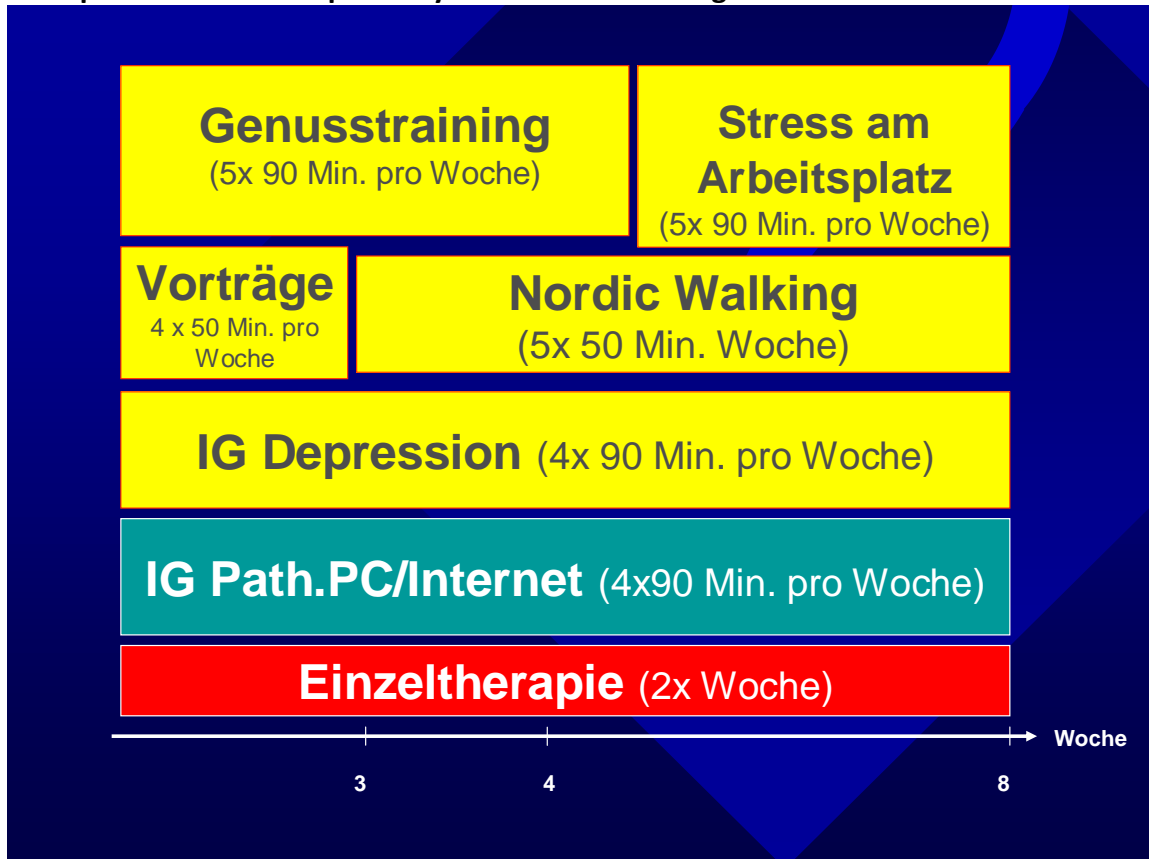 Genusstraining
(5x 90 Min. pro Woche)
Stress am
Arbeitsplatz
(5x 90 Min. pro Woche)
Vorträge
4 x 50 Min. pro
Woche
Nordic Walking
(5x 50 Min. Woche)
IG Depression (4x 90 Min. pro Woche)
IG Path.PC/Internet (4x90 Min. pro Woche)
Einzeltherapie (2x Woche)
Woche
3 4 8